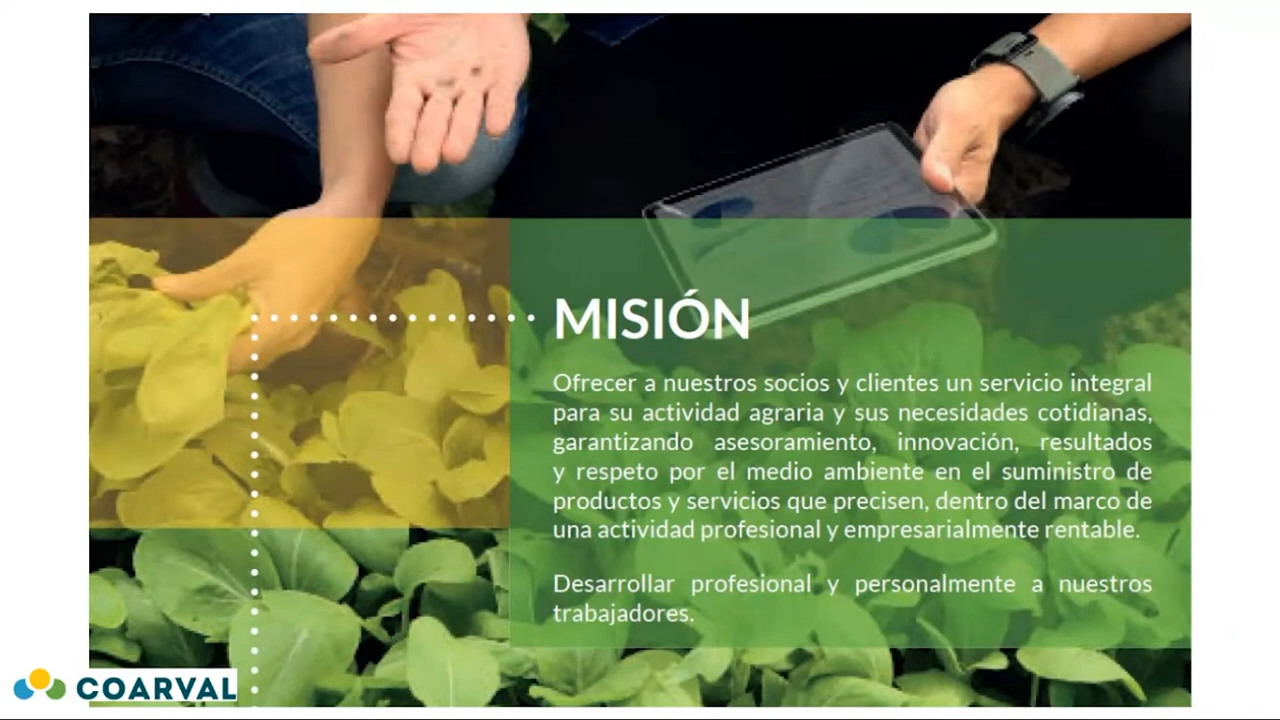 MISIÓN
Ofrecer a nuestros socios y clientes un servicio integral
para su actividad agraria y sus necesidades cotidianas,
garantizando asesoramiento, innovación, resultados
y respeto por el medio ambiente en el suministro de
productos y servicios que precisen, dentro del marco de
una actividad profesional y empresarialmente rentable.
Desarrollar profesional y personalmente a nuestros
trabajadores.
COARVAL